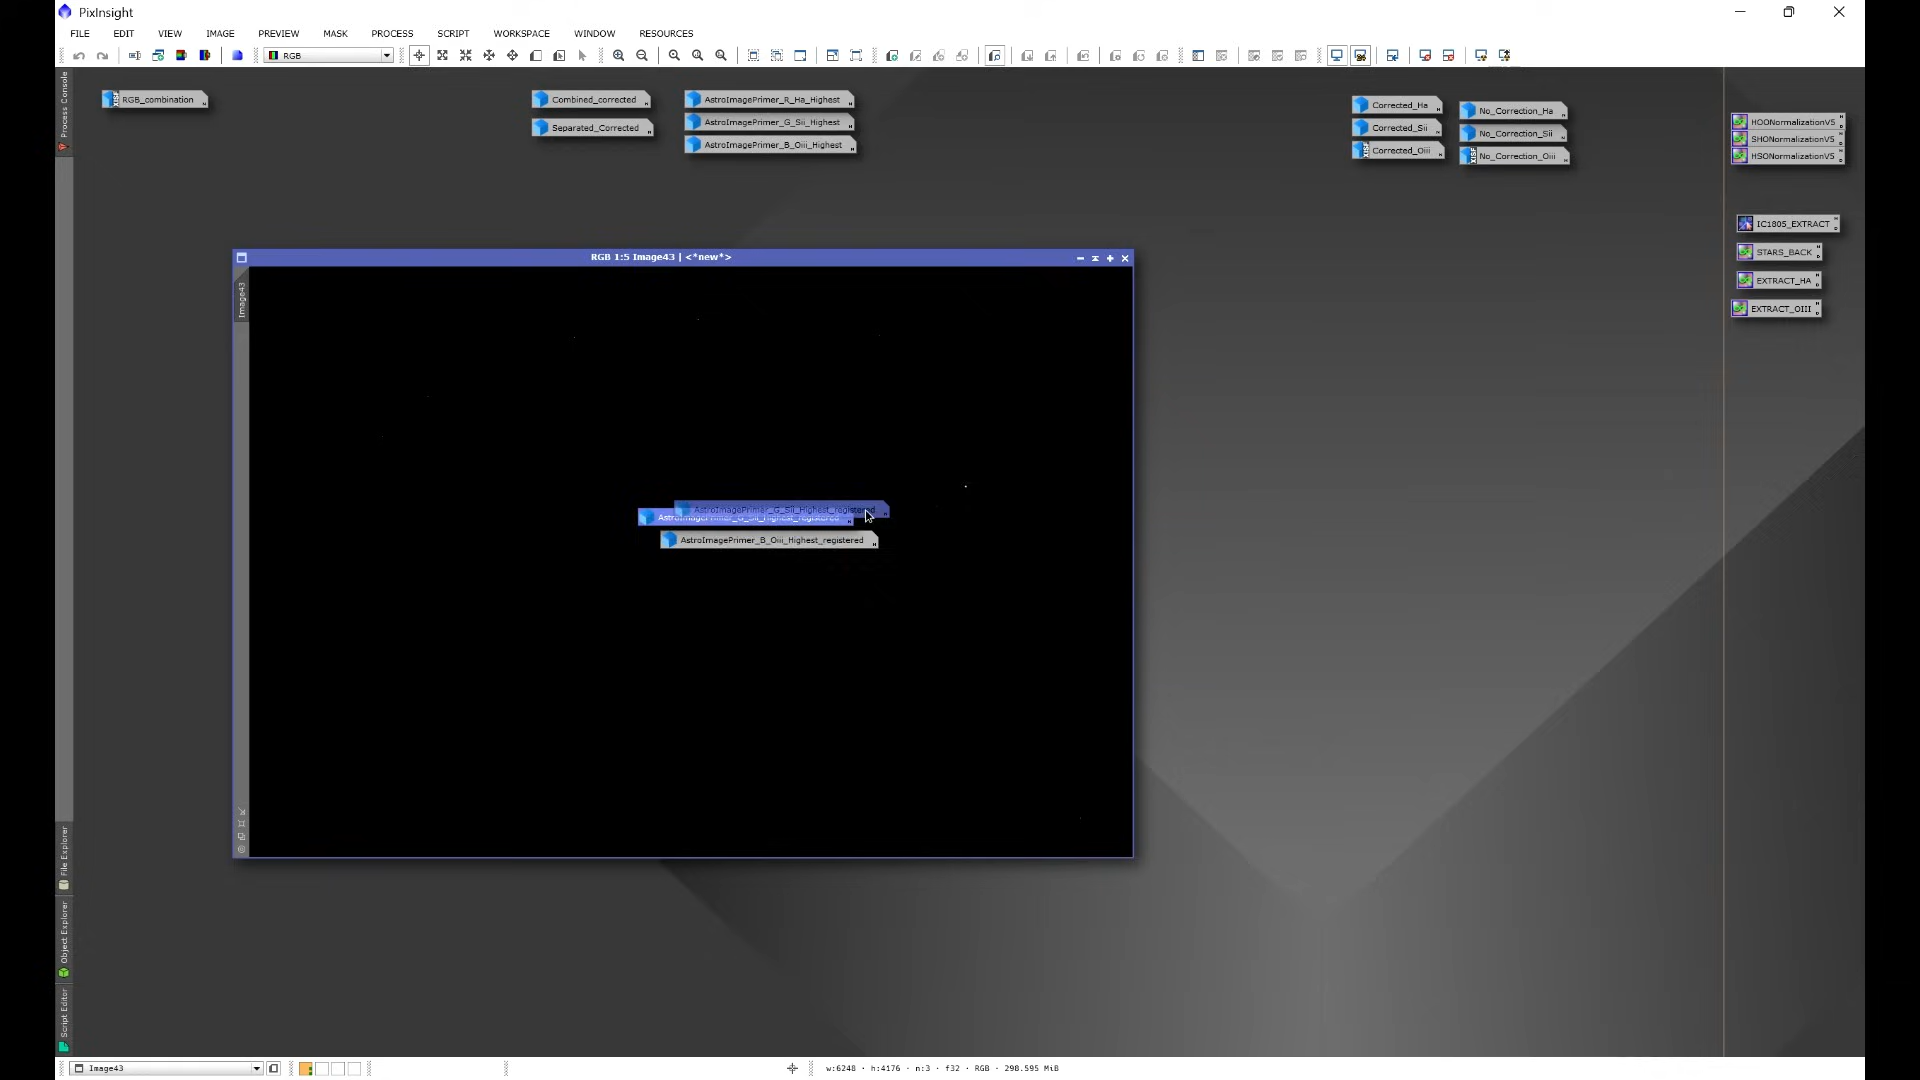 PixInsight
FILE EDIT VIEW IMAGE PREVIEW MASK PROCESS SCRIPT WORKSPACE WINDOW RESOURCES
RGB
Process Console
RGB_combination
Combined_corrected
Separated_Corrected
AstroImagePrimer_R_Ha_Highest
AstroImagePrimer_G_Sii_Highest
AstroImagePrimer_B_Oiii_Highest
Corrected_Ha
Corrected_Sii
Corrected_Oiii
No_Correction_Ha
No_Correction_Sii
No_Correction_Oiii
HOONormalizationV5
SHONormalizationV5
HSONormalizationV5
IC1805_EXTRACT
STARS_BACK
EXTRACT_HA
EXTRACT_OIII
RGB 1:5 Image43 | <*new*>
Image43
AstroImagePrimer_G_Sii_Highest_registered
AstroImagePrimer_G_Sii_Highest_registered
AstroImagePrimer_B_Oiii_Highest_registered
File Explorer
Object Explorer
Script Editor
Image43
w:6248 · h:4176 · n:3 · f32 · RGB · 298.595 MiB